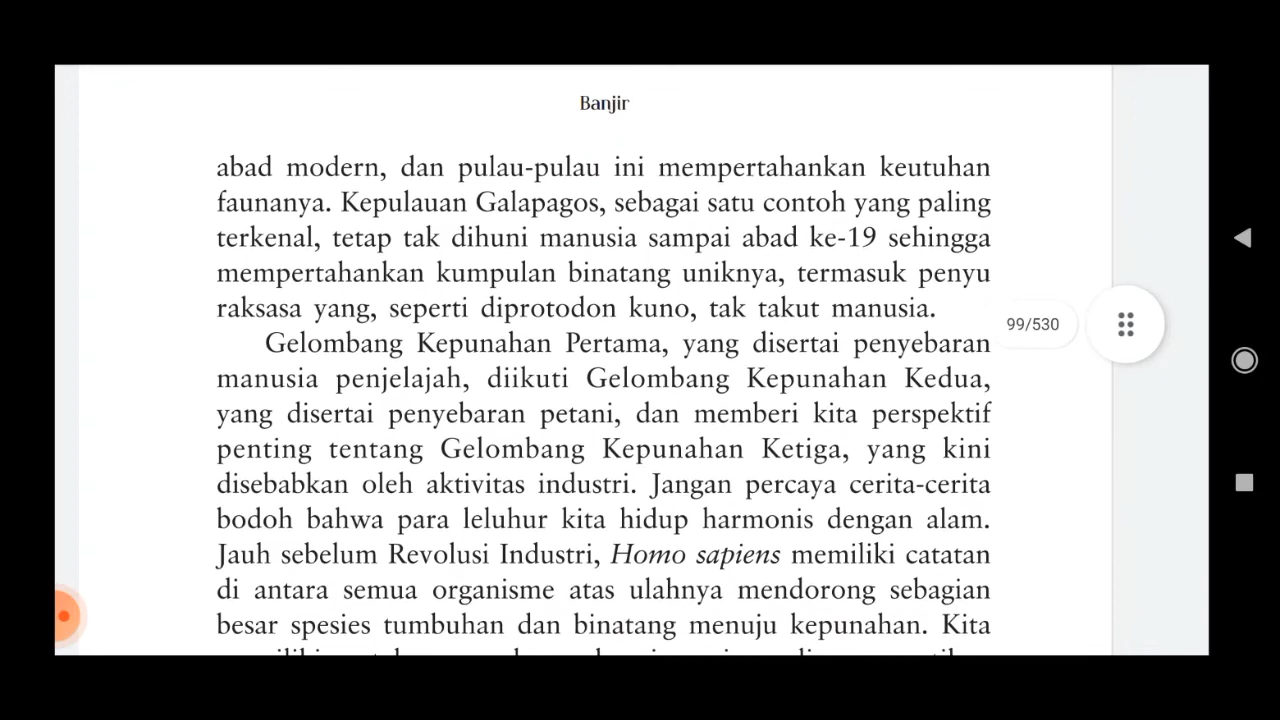 Banjir
abad modern, dan pulau-pulau ini mempertahankan keutuhan
faunanya. Kepulauan Galapagos, sebagai satu contoh yang paling
terkenal, tetap tak dihuni manusia sampai abad ke-19 sehingga
mempertahankan kumpulan binatang uniknya, termasuk penyu
raksasa yang, seperti diprotodon kuno, tak takut manusia.
99/530
Gelombang Kepunahan Pertama, yang disertai penyebaran
manusia penjelajah, diikuti Gelombang Kepunahan Kedua,
yang disertai penyebaran petani, dan memberi kita perspektif
penting tentang Gelombang Kepunahan Ketiga, yang kini
disebabkan oleh aktivitas industri. Jangan percaya cerita-cerita
bodoh bahwa para leluhur kita hidup harmonis dengan alam.
Jauh sebelum Revolusi Industri, Homo sapiens memiliki catatan
di antara semua organisme atas ulahnya mendorong sebagian
besar spesies tumbuhan dan binatang menuju kepunahan. Kita